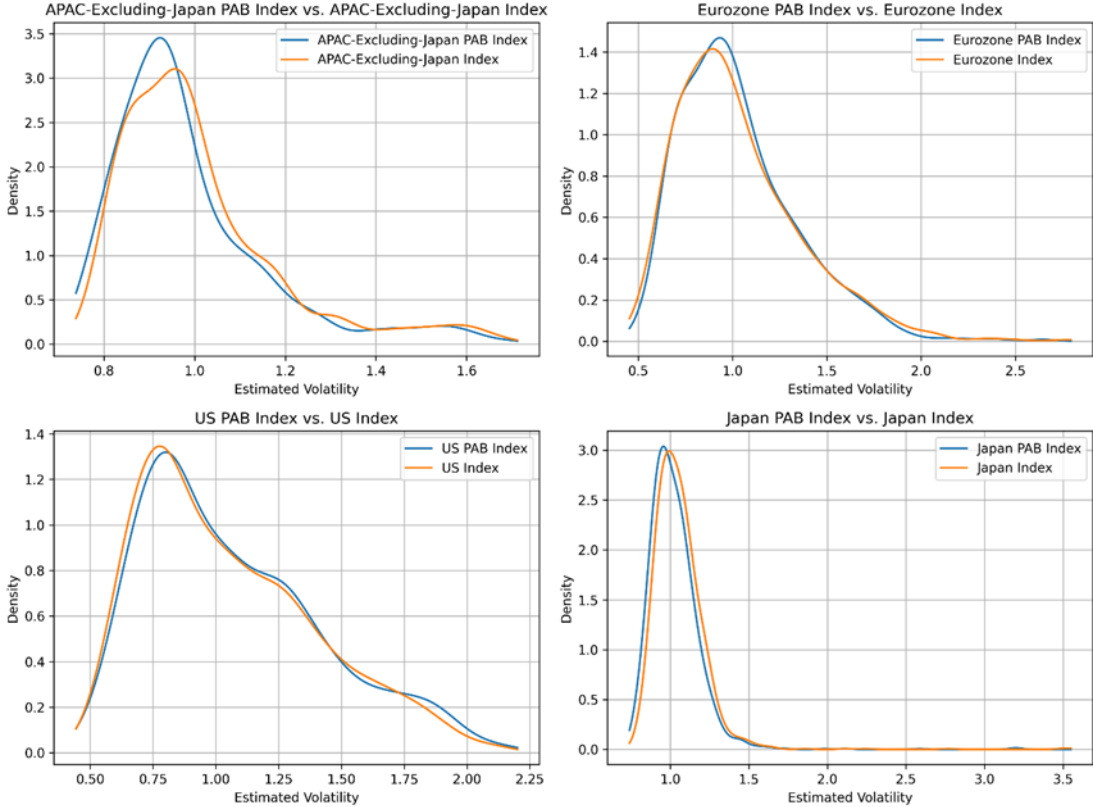 APAC-Excluding-Japan PAB Index vs. APAC-Excluding-Japan Index
APAC-Excluding-Japan PAB Index
APAC-Excluding-Japan Index
3.5
3.0
2.5
2.0
1.5
1.0
0.5
0.0
Density
0.8 1.0 1.2 1.4 1.6
Estimated Volatility
Eurozone PAB Index vs. Eurozone Index
Eurozone PAB Index
Eurozone Index
1.4
1.2
1.0
0.8
0.6
0.4
0.2
0.0
Density
0.5 1.0 1.5 2.0 2.5
Estimated Volatility
US PAB Index vs. US Index
US PAB Index
US Index
1.4
1.2
1.0
0.8
0.6
0.4
0.2
0.0
Density
0.50 0.75 1.00 1.25 1.50 1.75 2.00 2.25
Estimated Volatility
Japan PAB Index vs. Japan Index
Japan PAB Index
Japan Index
3.0
2.5
2.0
1.5
1.0
0.5
0.0
Density
1.0 1.5 2.0 2.5 3.0 3.5
Estimated Volatility